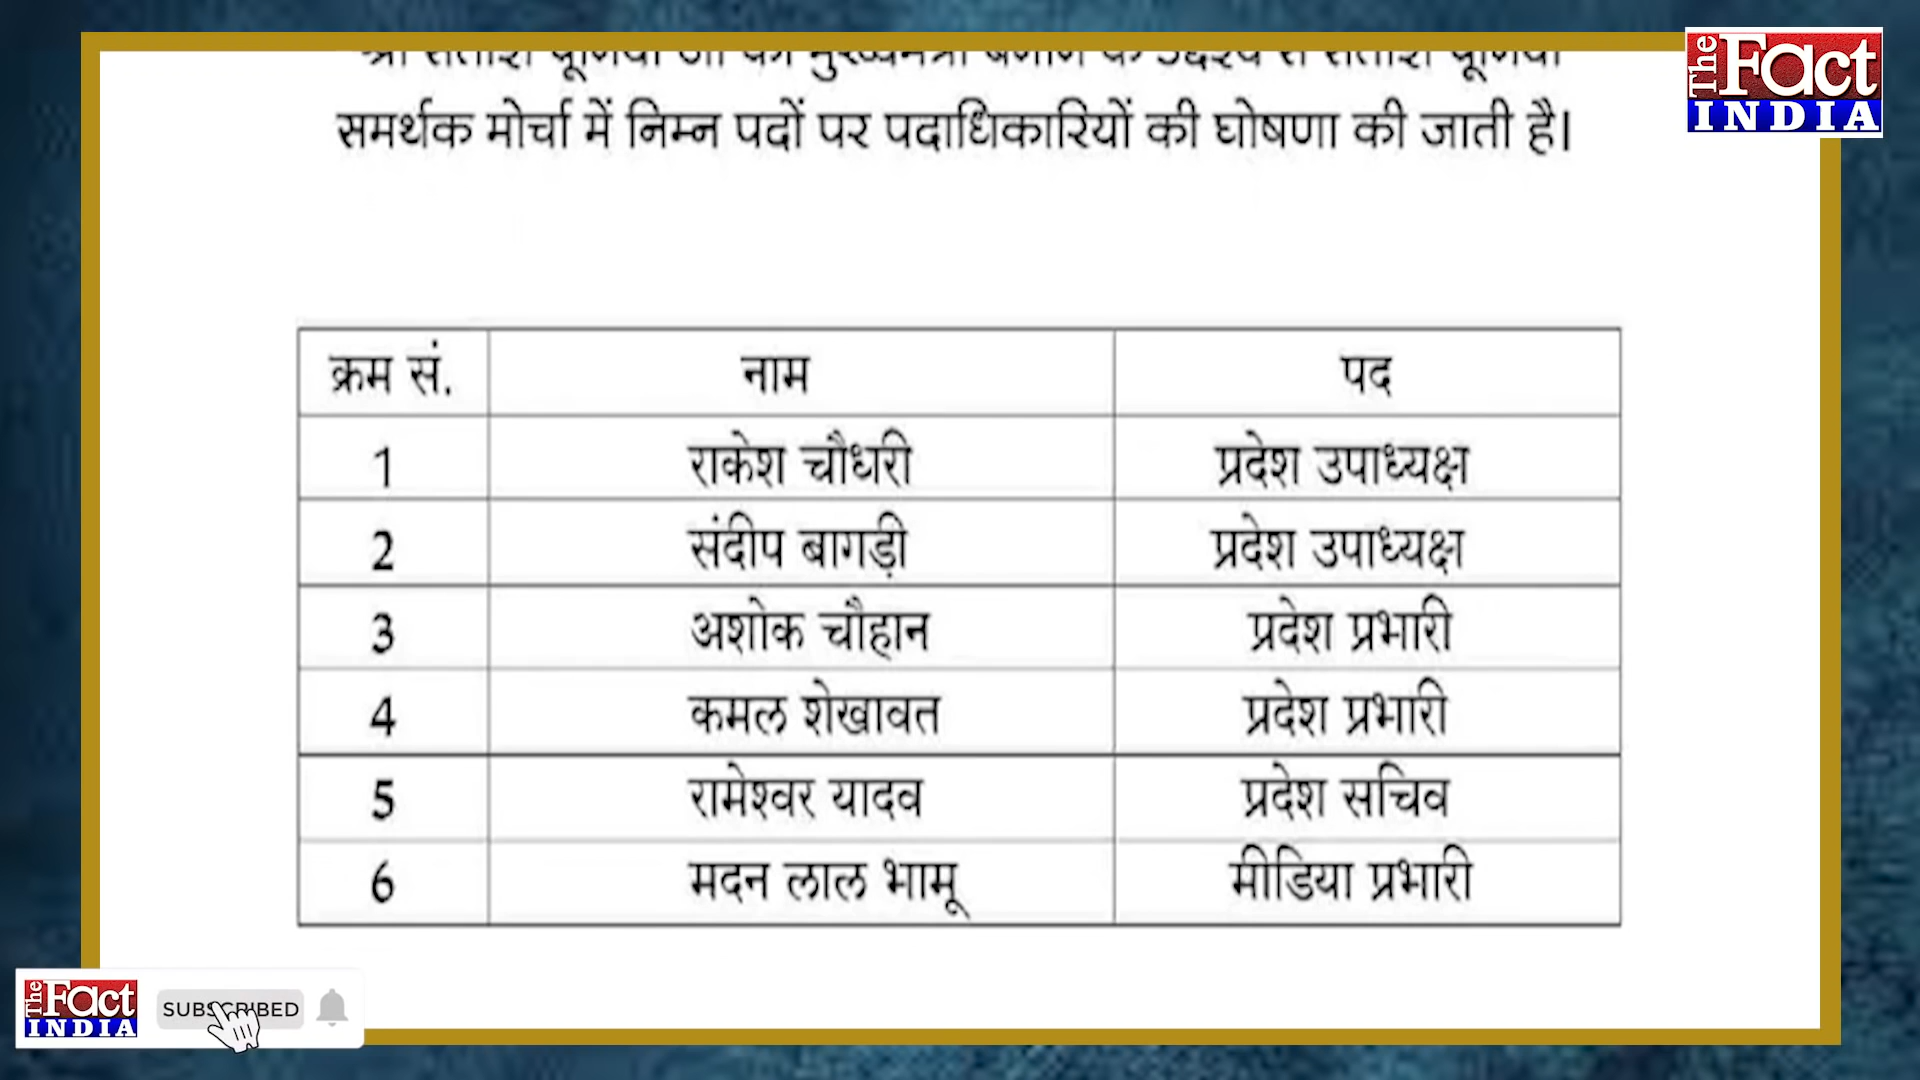 The Fact
INDIA
समर्थक मोर्चा में निम्न पदों पर पदाधिकारियों की घोषणा की जाती है।
क्रम सं. नाम पद
1 राकेश चौधरी प्रदेश उपाध्यक्ष
2 संदीप बागड़ी प्रदेश उपाध्यक्ष
3 अशोक चौहान प्रदेश प्रभारी
4 कमल शेखावत प्रदेश प्रभारी
5 रामेश्वर यादव प्रदेश सचिव
6 मदन लाल भामू मीडिया प्रभारी
The Fact
INDIA
SUBSCRIBED